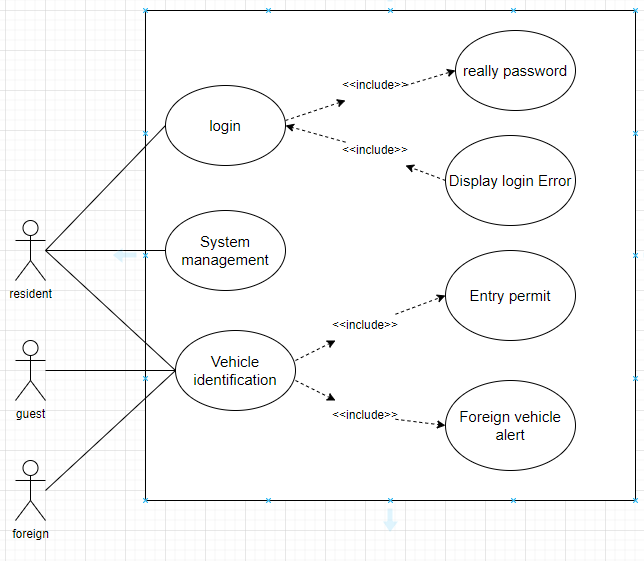 <<include>>
really password
login
<<include>>
Display login Error
System
management
resident
Entry permit
<<include>>
Vehicle
identification
guest
<<include>>
Foreign vehicle
alert
foreign